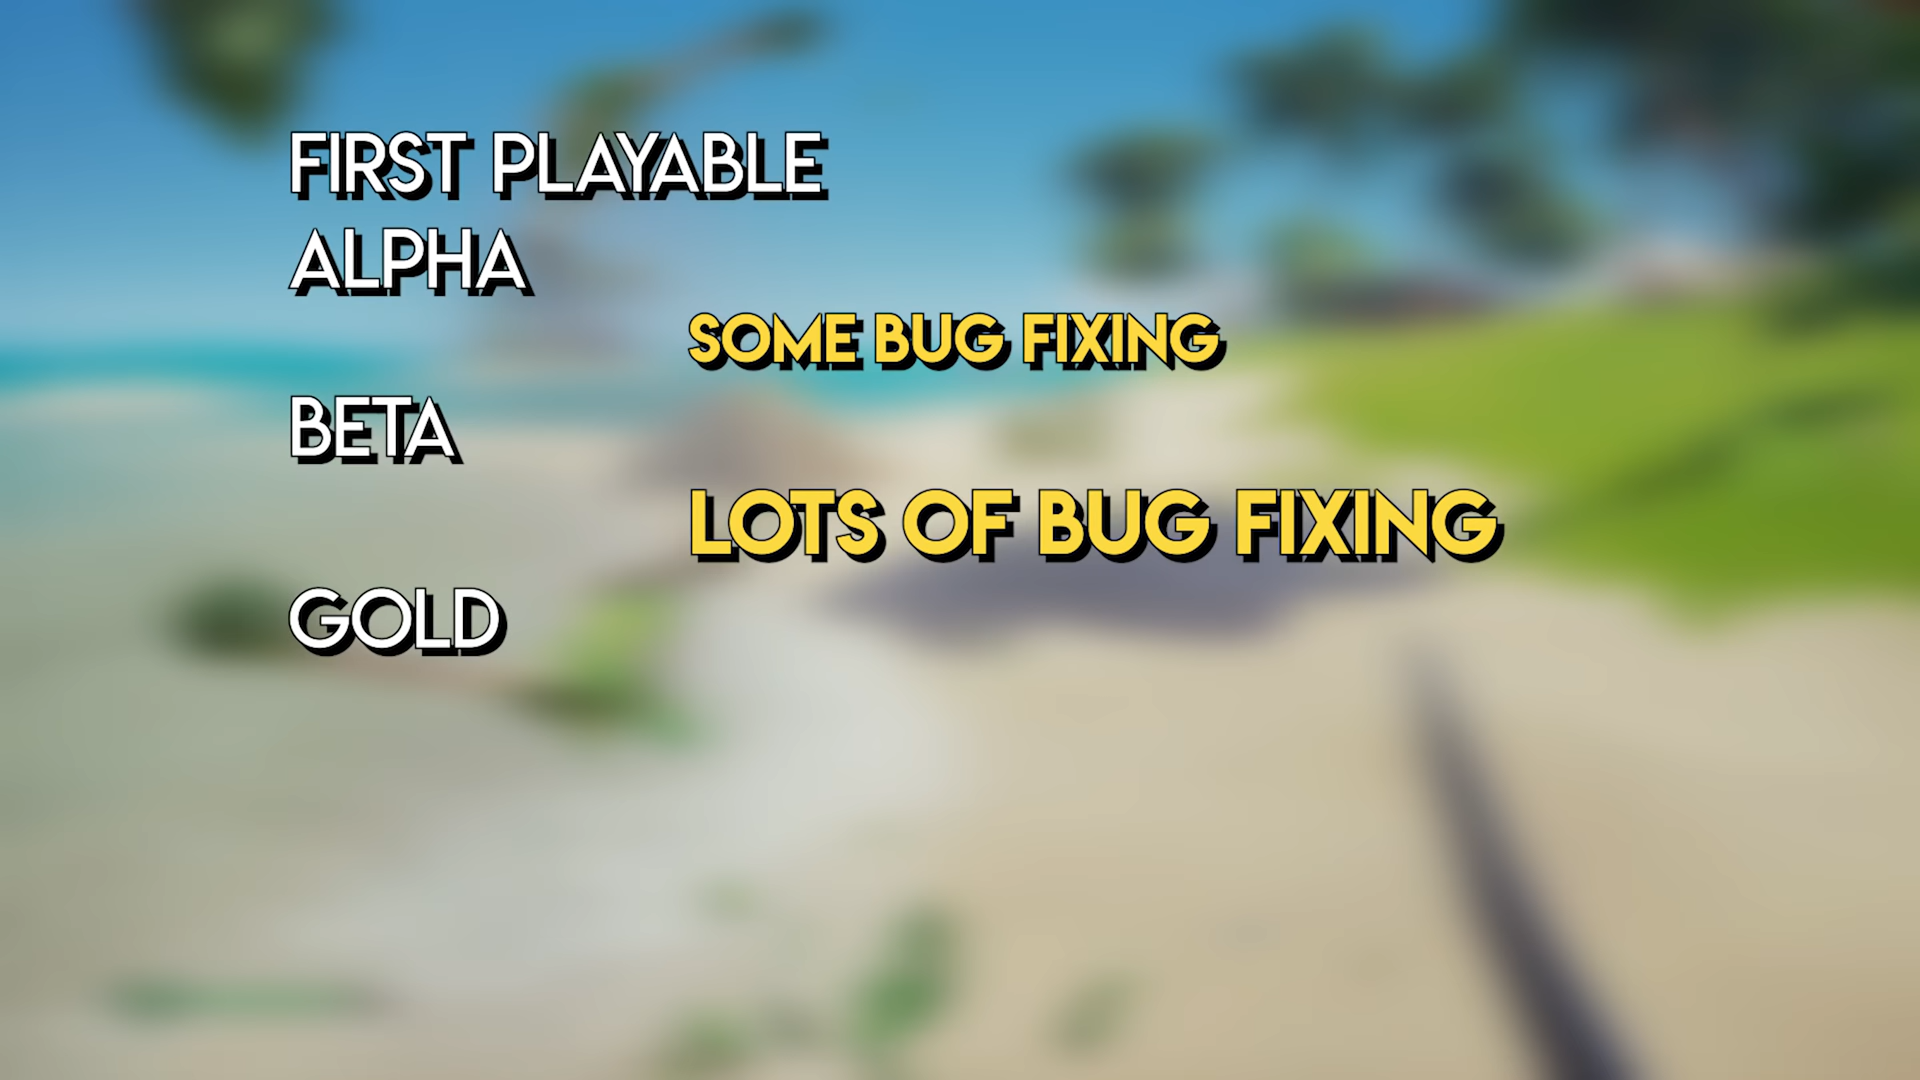 FIRST PLAYABLE
ALPHA
SOME BUG FIXING
BETA
LOTS OF BUG FIXING
GOLD